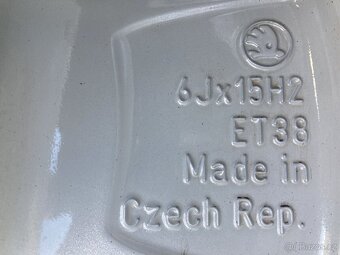 6Jx15H2
ET38
Made in
Czech Rep.